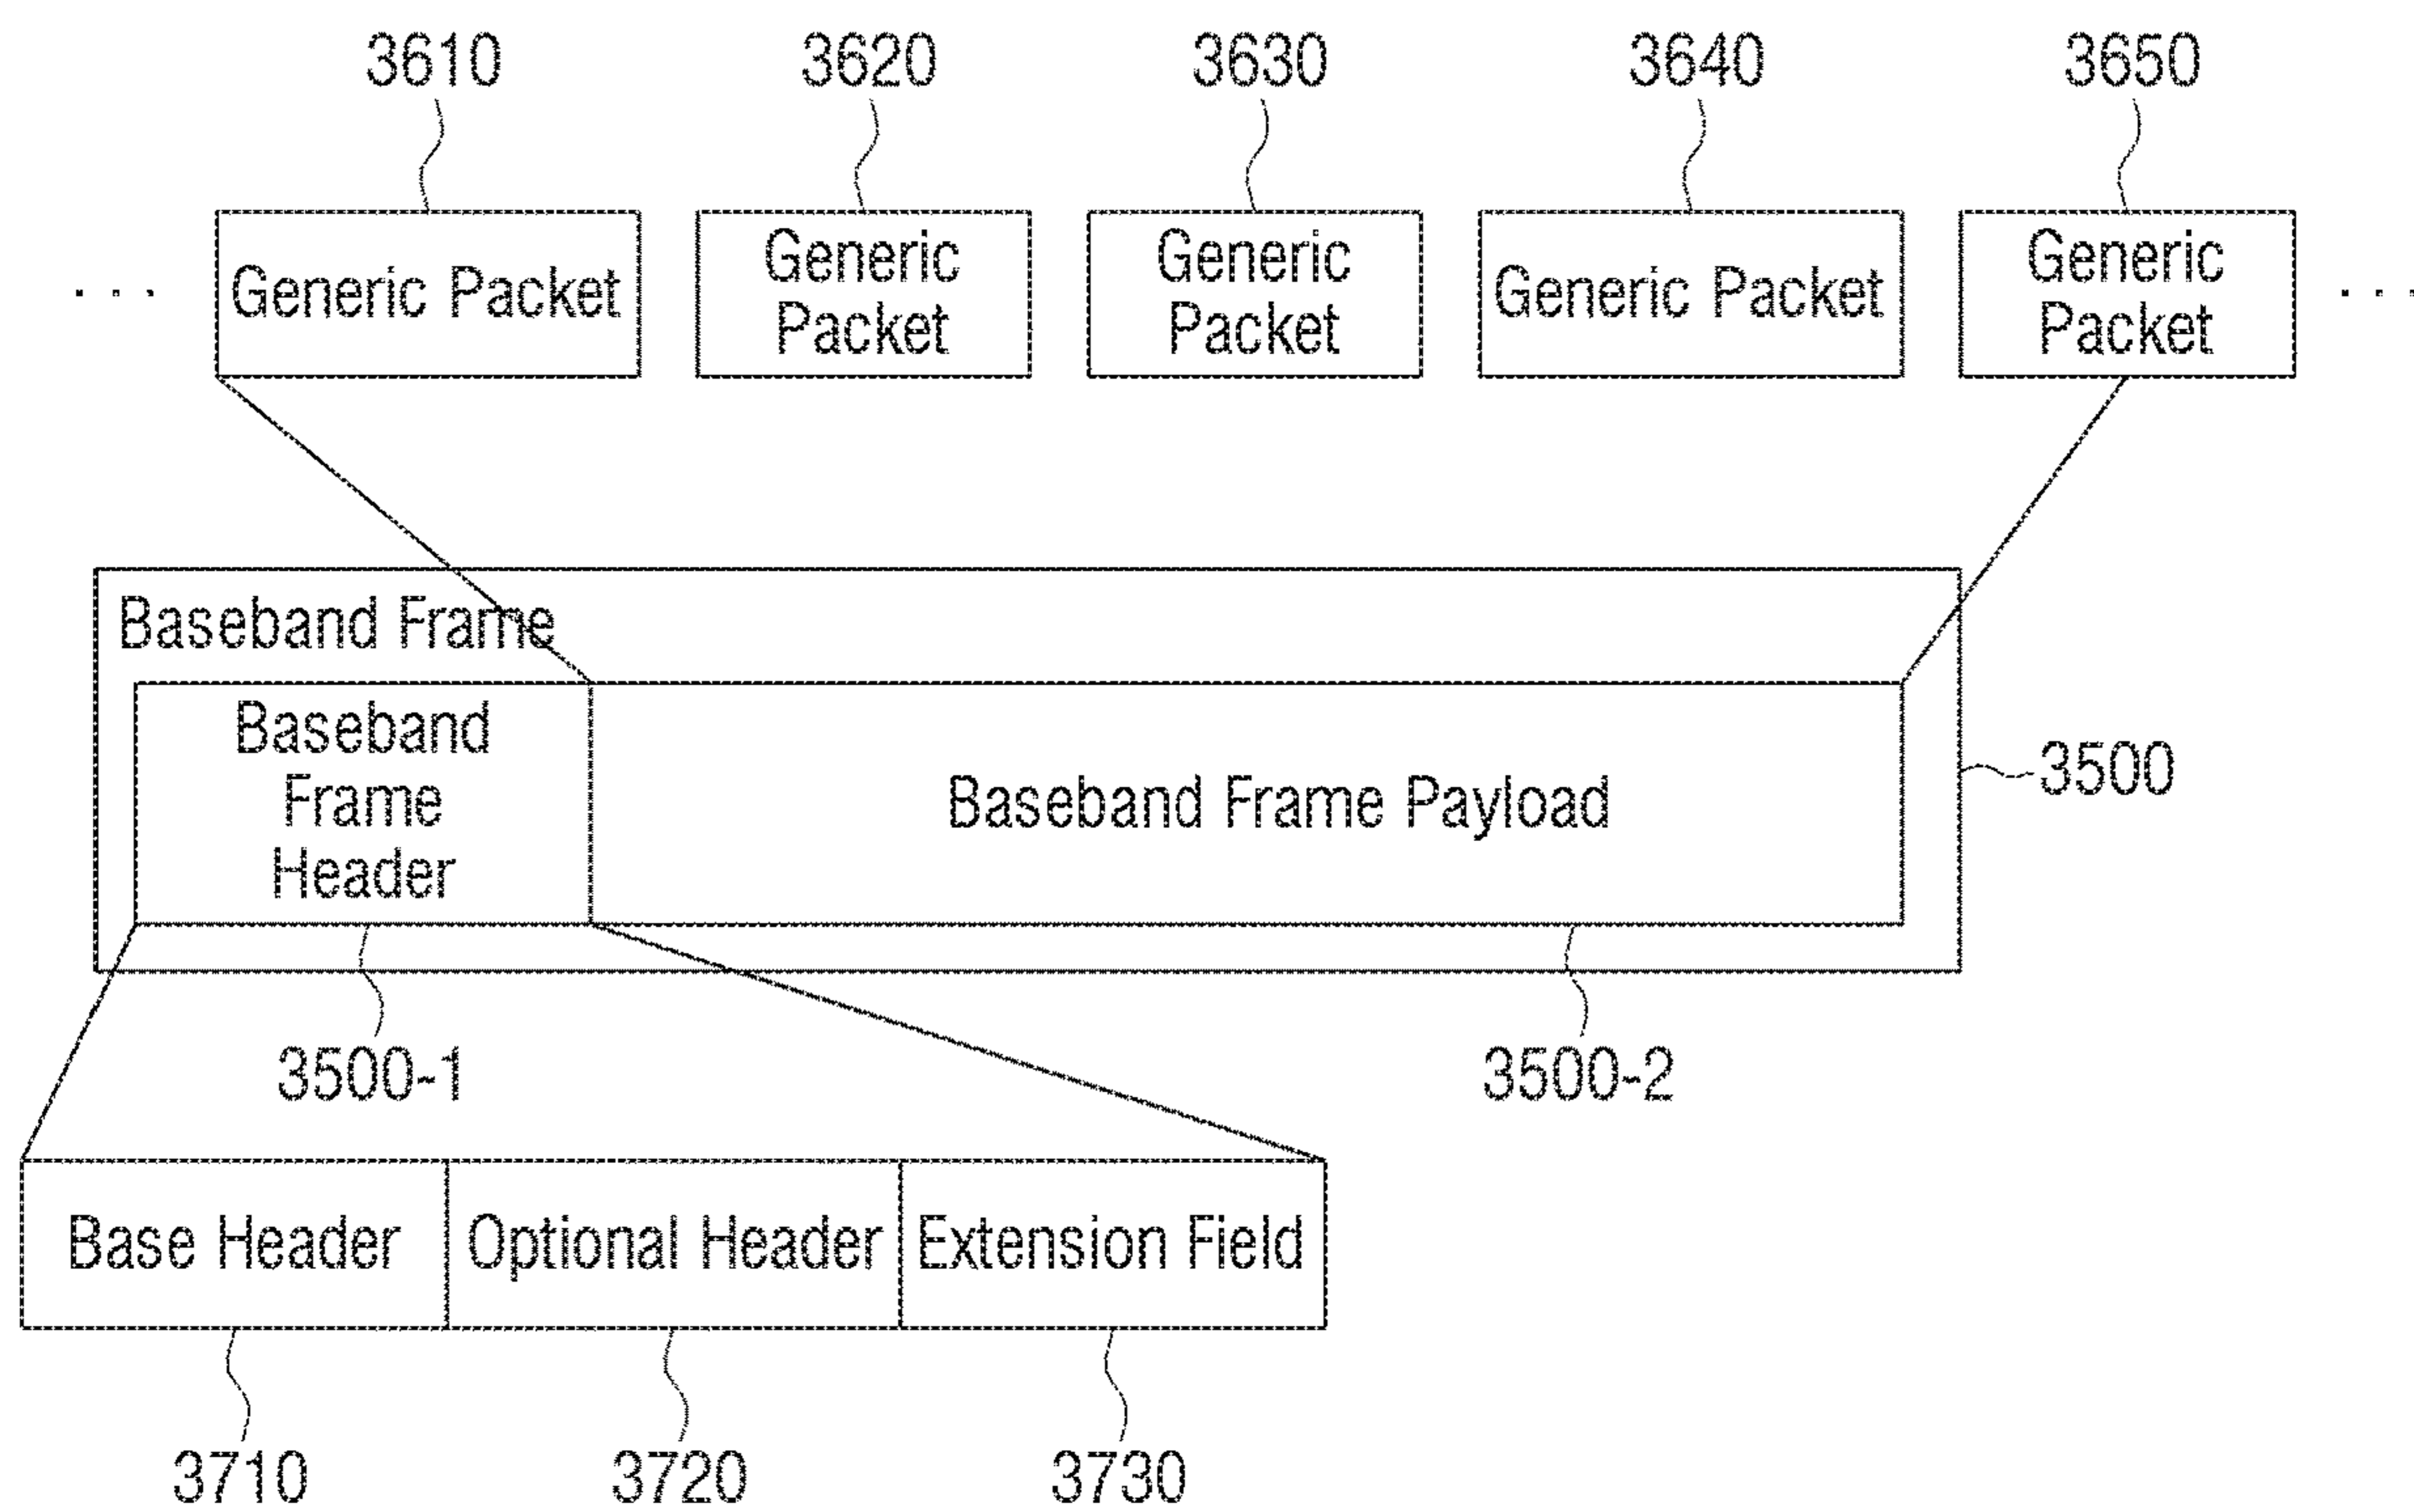 3610
3620
3630
3640
3650
. . .
Generic Packet
Generic
Packet
Generic
Packet
Generic Packet
Generic
Packet
. . .
Baseband Frame
Baseband
Frame
Header
Baseband Frame Payload
3500
3500-1
3500-2
Base Header
Optional Header
Extension Field
3710
3720
3730